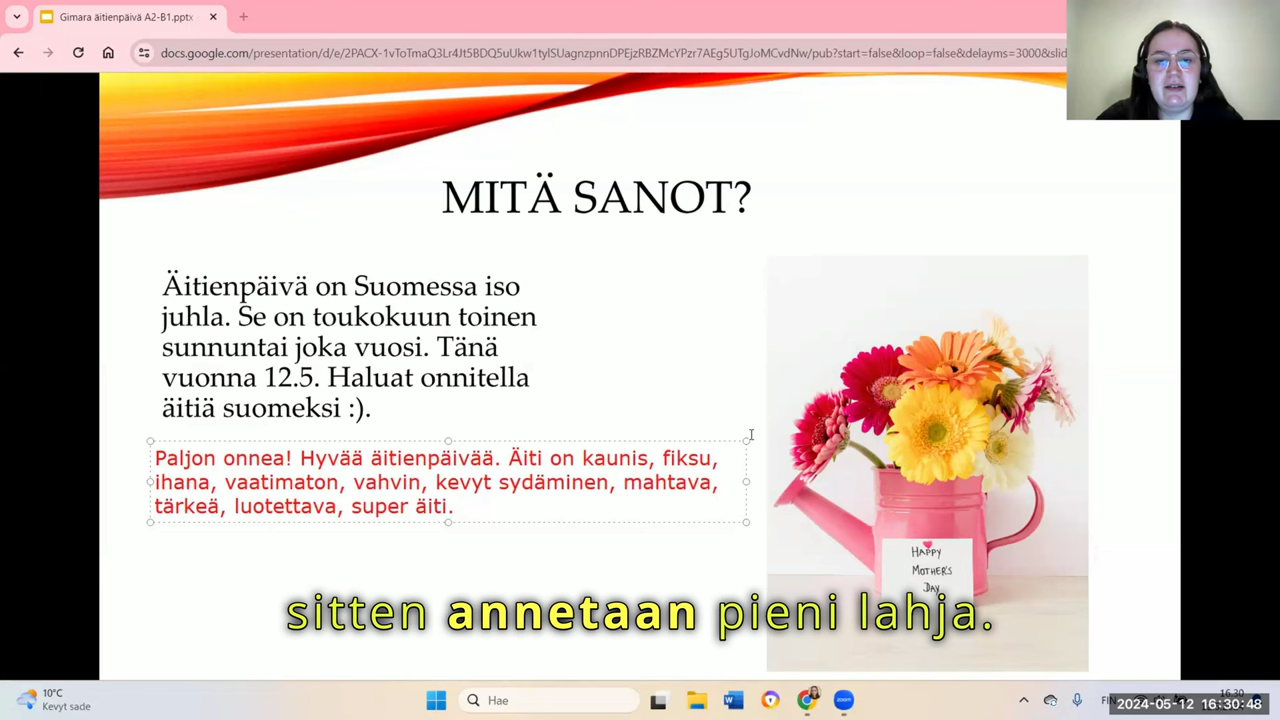 Gimara äitienpäivä A2-B1.pptx
docs.google.com/presentation/d/e/2PACX-1vToTmaQ3Lr4Jt5BDQ5uUkw1tylSUagnzpnnDPEjzRBZMcYPzr7AEg5UTgJoMCvdNw/pub?start=false&loop=false&delayms=3000&slid
MITÄ SANOT?
Äitienpäivä on Suomessa iso
juhla. Se on toukokuun toinen
sunnuntai joka vuosi. Tänä
vuonna 12.5. Haluat onnitella
äitiä suomeksi :).
Paljon onnea! Hyvää äitienpäivää. Äiti on kaunis, fiksu,
ihana, vaatimaton, vahvin, kevyt sydäminen, mahtava,
tärkeä, luotettava, super äiti.
HAPPY
MOTHER'S
DAY
sitten annetaan pieni lahja.
10°C
Kevyt sade
Hae
zoom
FIN
16.30
2024-05-12 16:30:48